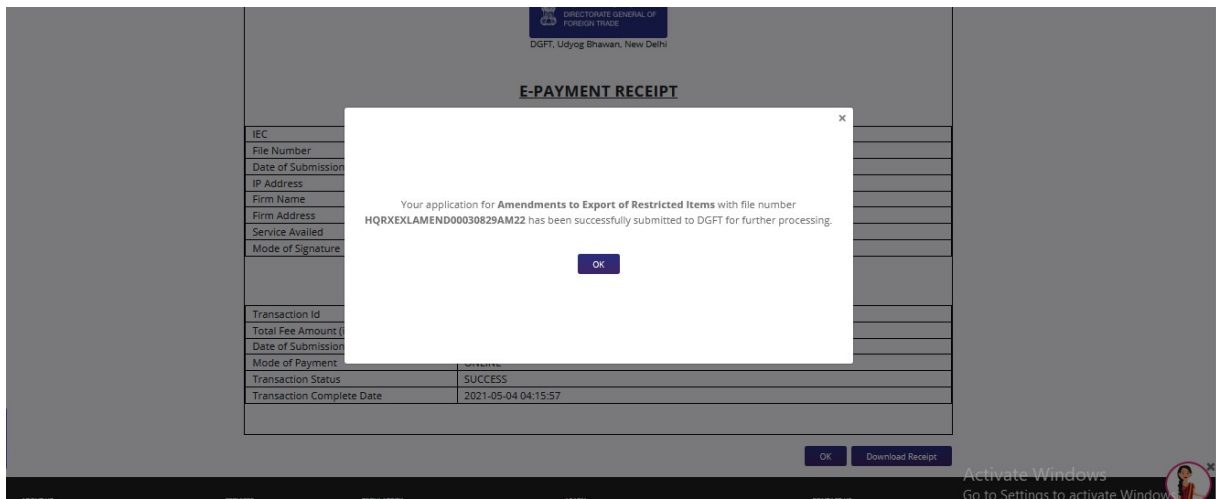 DIRECTORATE GENERAL OF
FOREIGN TRADE
DGFT, Udyog Bhawan, New Delhi
E-PAYMENT RECEIPT
×
IEC
File Number
Date of Submission
IP Address
Firm Name
Firm Address
Service Availed
Mode of Signature
Your application for Amendments to Export of Restricted Items with file number
HQRXEXLAMEND00030829AM22 has been successfully submitted to DGFT for further processing.
OK
Transaction Id
Total Fee Amount (i
Date of Submission
Mode of Payment ONLINE
Transaction Status SUCCESS
Transaction Complete Date 2021-05-04 04:15:57
OK Download Receipt
Activate Windows
Go to Settings to activate Windows
×